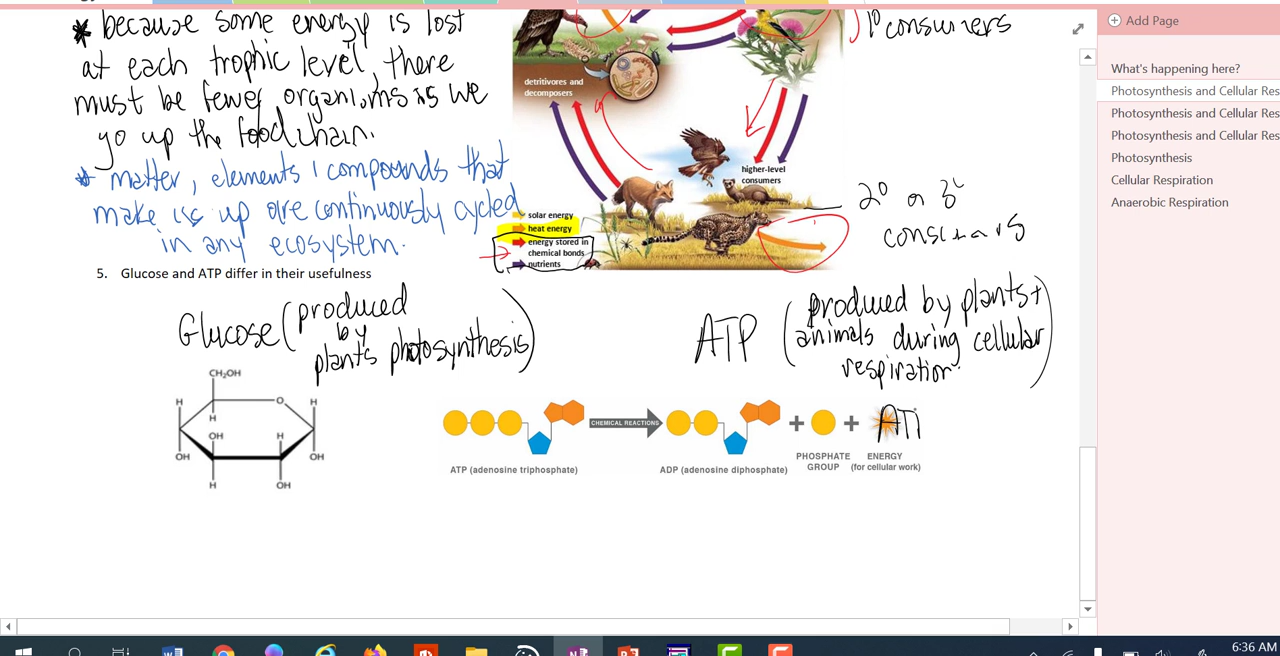 * because some energy is lost
at each trophic level, there
must be fewer organisms as we
go up the food chain.
* matter, elements, compounds that
make us up are continuously cycled
in any ecosystem.
detritivores and
decomposers
higher-level
consumers
1° consumers
2° or 3°
consumers
solar energy
heat energy
energy stored in
chemical bonds
nutrients
5. Glucose and ATP differ in their usefulness
Glucose (produced
by
plants photosynthesis)
ATP (produced by plants +
animals during cellular
respiration.)
CH₂OH
H
O
H
H
OH
H
OH
OH
H
OH
ATP (adenosine triphosphate)
CHEMICAL REACTIONS
ADP (adenosine diphosphate)
+
PHOSPHATE
GROUP
+
ENERGY
(for cellular work)
Add Page
What's happening here?
Photosynthesis and Cellular Res
Photosynthesis and Cellular Res
Photosynthesis and Cellular Res
Photosynthesis
Cellular Respiration
Anaerobic Respiration
6:36 AM